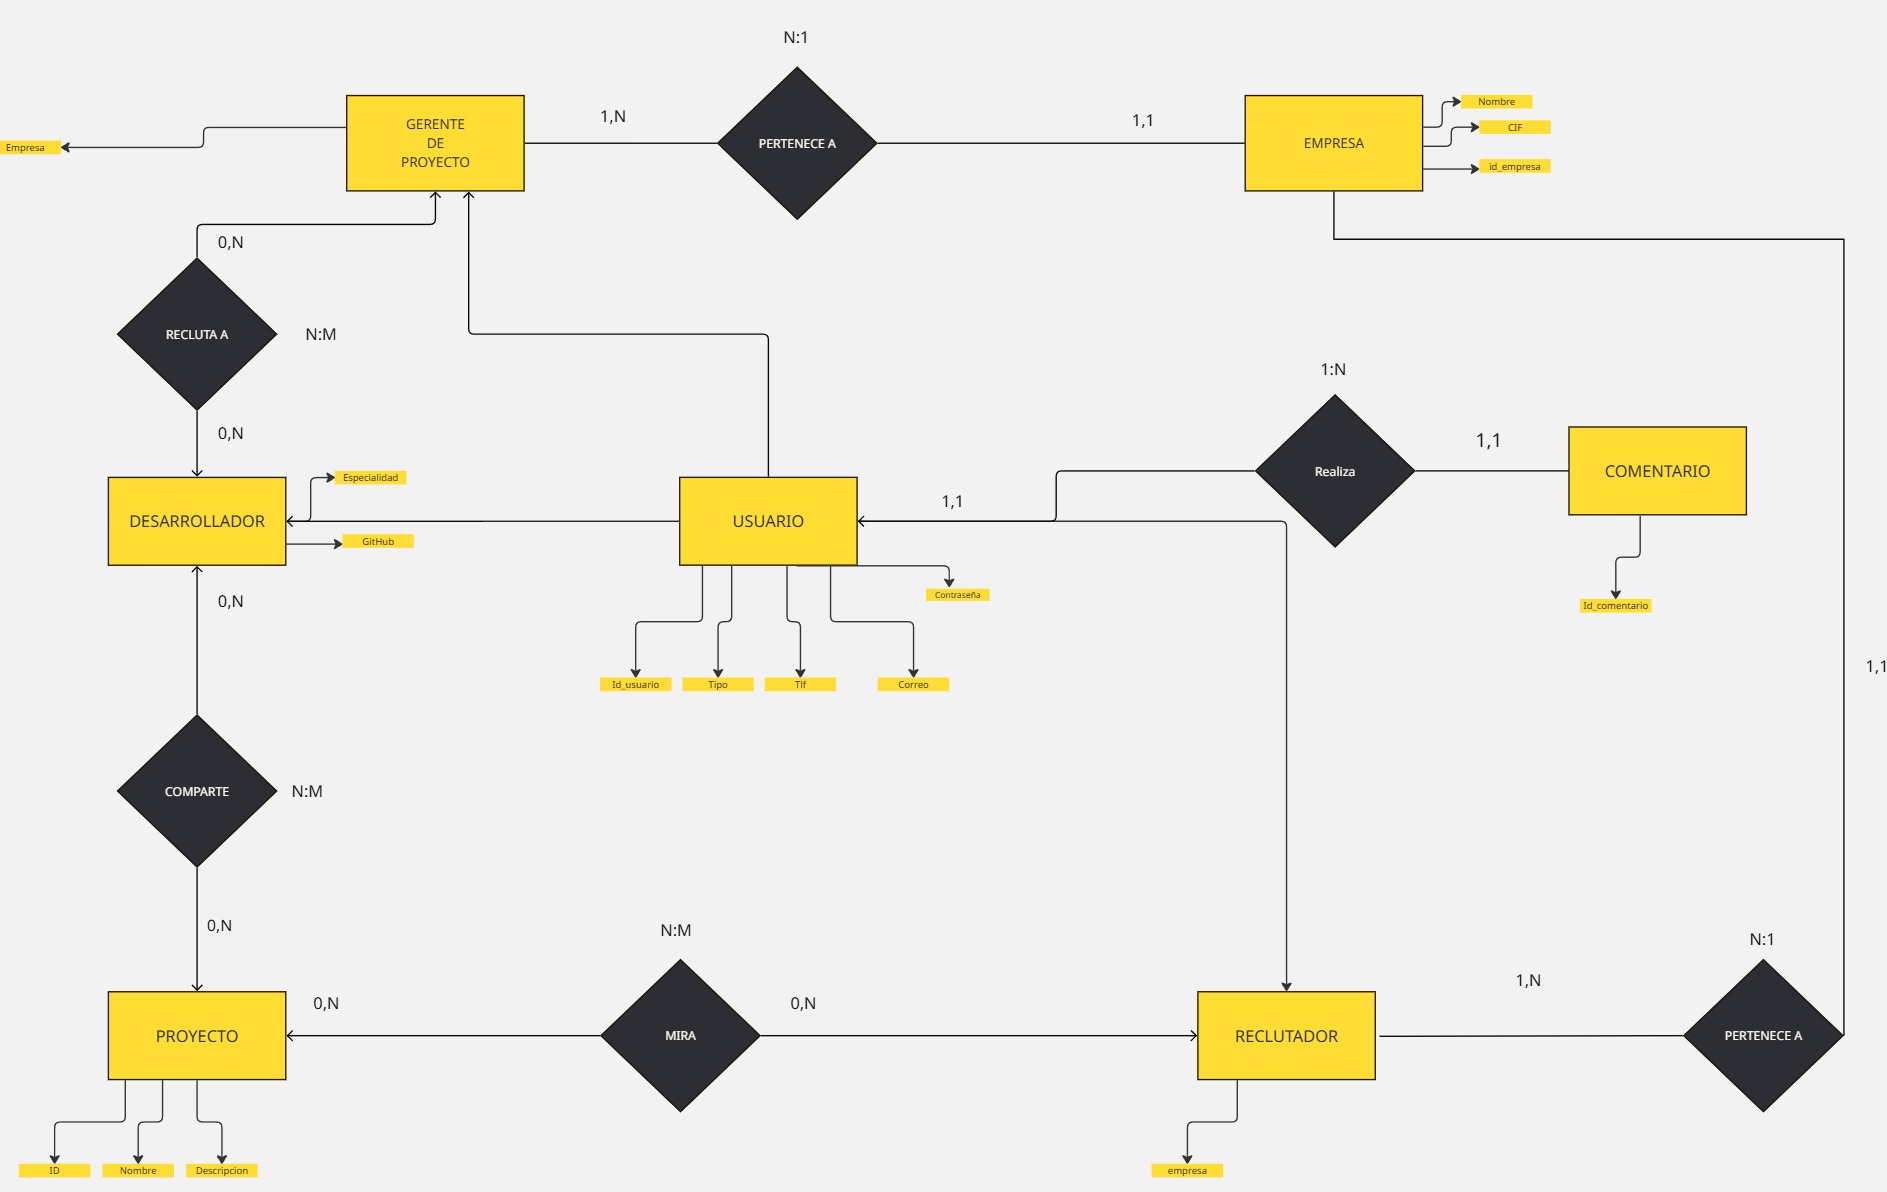 N:1
GERENTE
DE
PROYECTO
1,N
PERTENECE A
1,1
EMPRESA
Nombre
CIF
id_empresa
Empresa
0,N
RECLUTA A
N:M
0,N
1:N
Realiza
1,1
COMENTARIO
Id_comentario
DESARROLLADOR
Especialidad
GitHub
USUARIO
1,1
Contraseña
Id_usuario
Tipo
Tlf
Correo
0,N
1,1
COMPARTE
N:M
0,N
N:M
N:1
PROYECTO
0,N
MIRA
0,N
RECLUTADOR
1,N
PERTENECE A
ID
Nombre
Descripcion
empresa